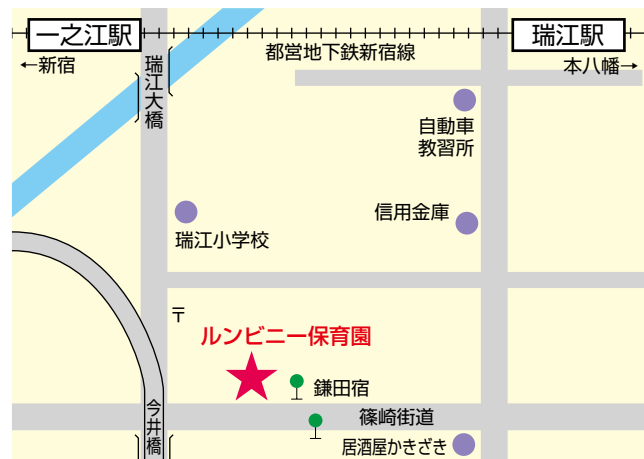 一之江駅
瑞江駅
←新宿
都営地下鉄新宿線
本八幡→
瑞江大橋
自動車
教習所
信用金庫
瑞江小学校
〒
ルンビニー保育園
鎌田宿
今井橋
篠崎街道
居酒屋かきざき